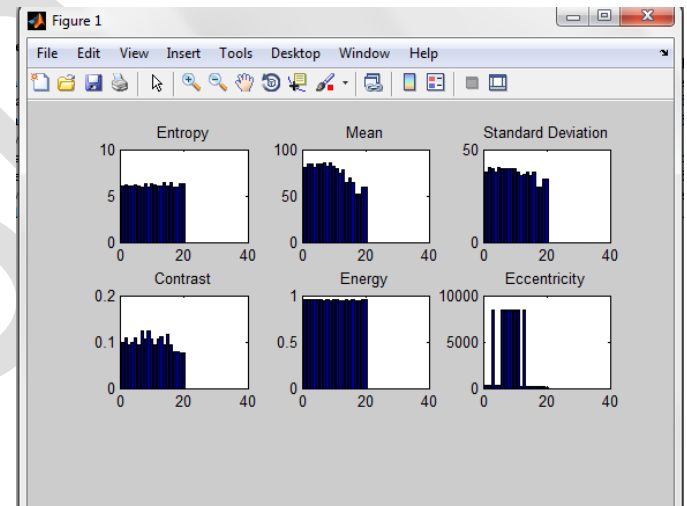 Figure 1
File Edit View Insert Tools Desktop Window Help
Entropy Mean Standard Deviation
10 100 50
5 50
0 0 0
0 20 40 0 20 40 0 20 40
Contrast Energy Eccentricity
0.2 1 10000
0.1 0.5 5000
0 0 0
0 20 40 0 20 40 0 20 40